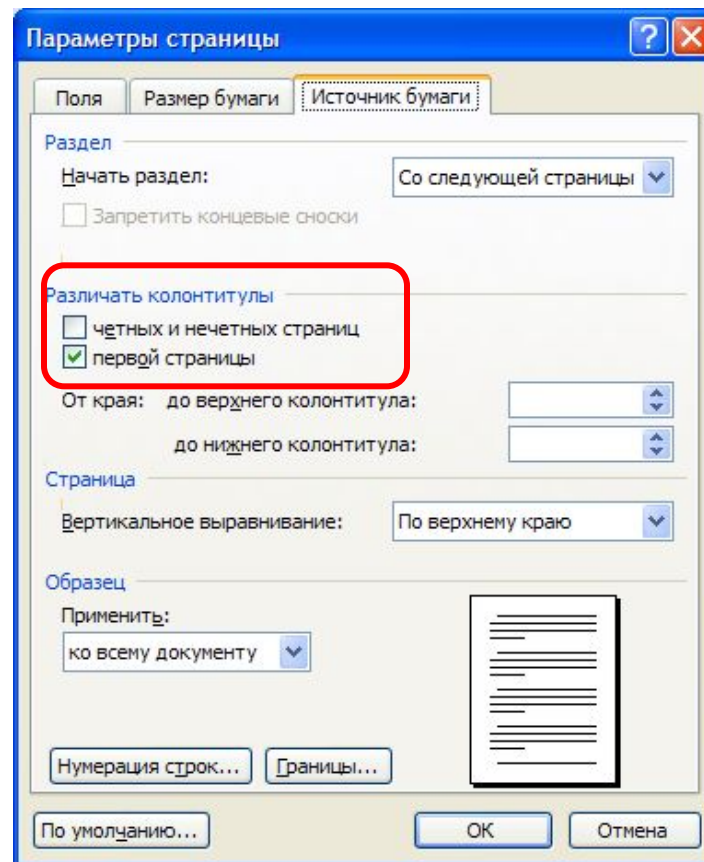 Параметры страницы
Поля Размер бумаги Источник бумаги
Раздел
Начать раздел: Со следующей страницы
Запретить концевые сноски
Различать колонтитулы
четных и нечетных страниц
первой страницы
От края: до верхнего колонтитула:
до нижнего колонтитула:
Страница
Вертикальное выравнивание: По верхнему краю
Образец
Применить:
ко всему документу
Нумерация строк... Границы...
По умолчанию... ОК Отмена